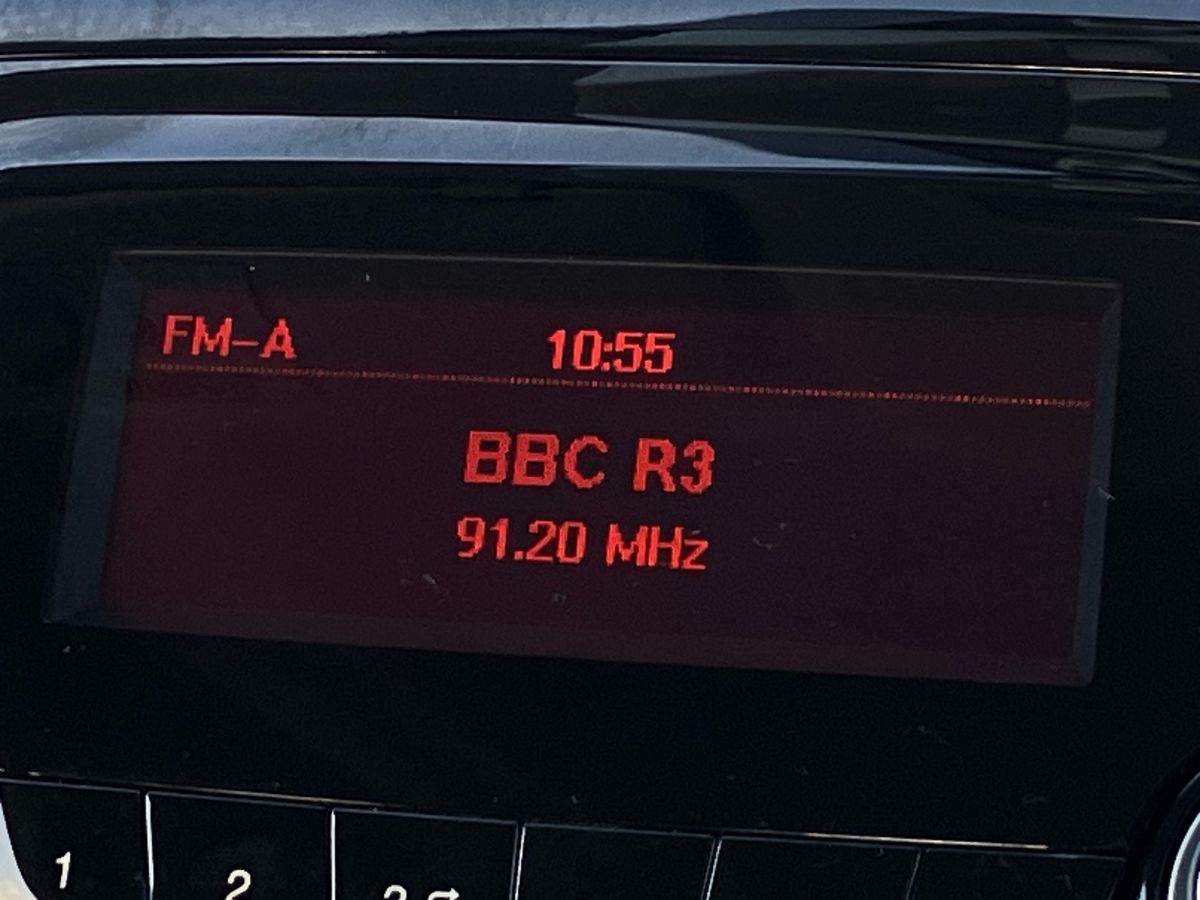 FM-A 10:55
BBC R3
91.20 MHz
1 2